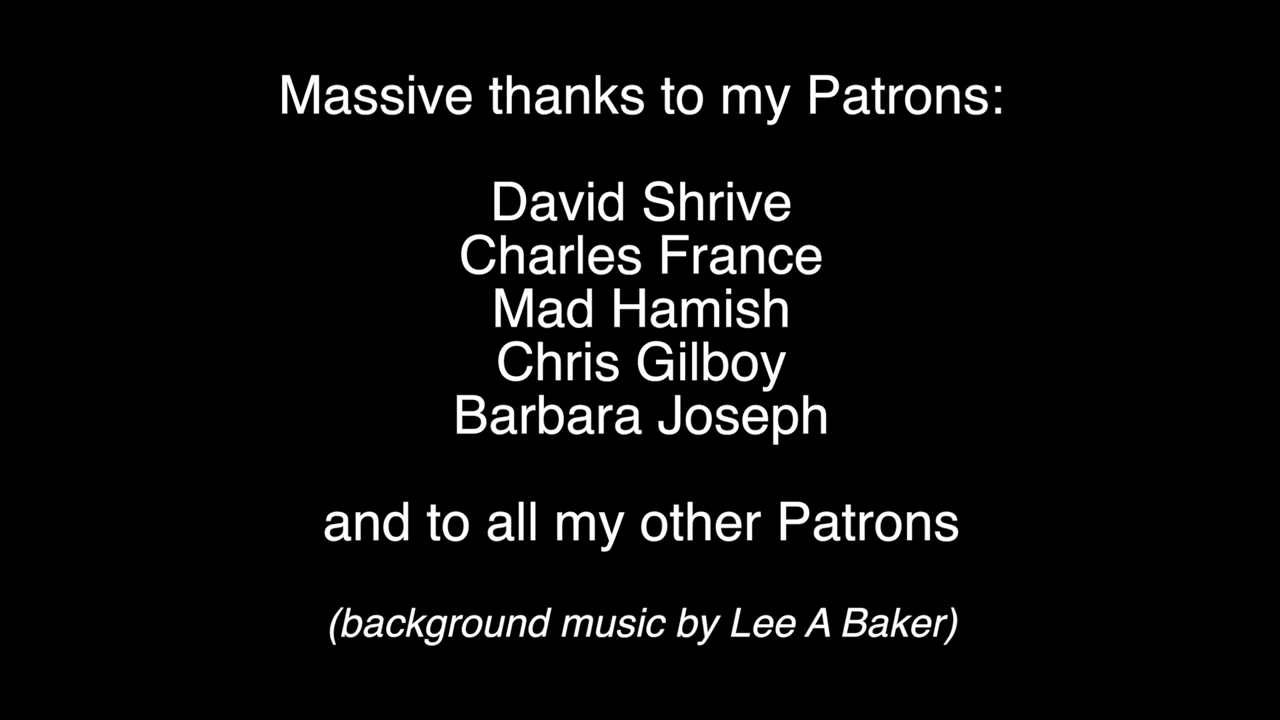 Massive thanks to my Patrons:
David Shrive
Charles France
Mad Hamish
Chris Gilboy
Barbara Joseph
and to all my other Patrons
(background music by Lee A Baker)